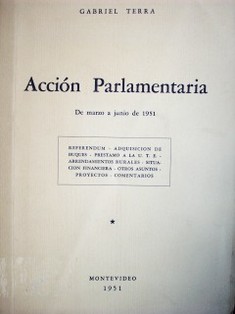 GABRIEL TERRA
Acción Parlamentaria
De marzo a junio de 1951
REFERENDUM - ADQUISICION DE
BUQUES - PRESTAMO A LA U. T. E. -
ARRENDAMIENTOS RURALES - SITUA-
CION FINANCIERA - OTROS ASUNTOS -
PROYECTOS - COMENTARIOS
*
MONTEVIDEO
1951